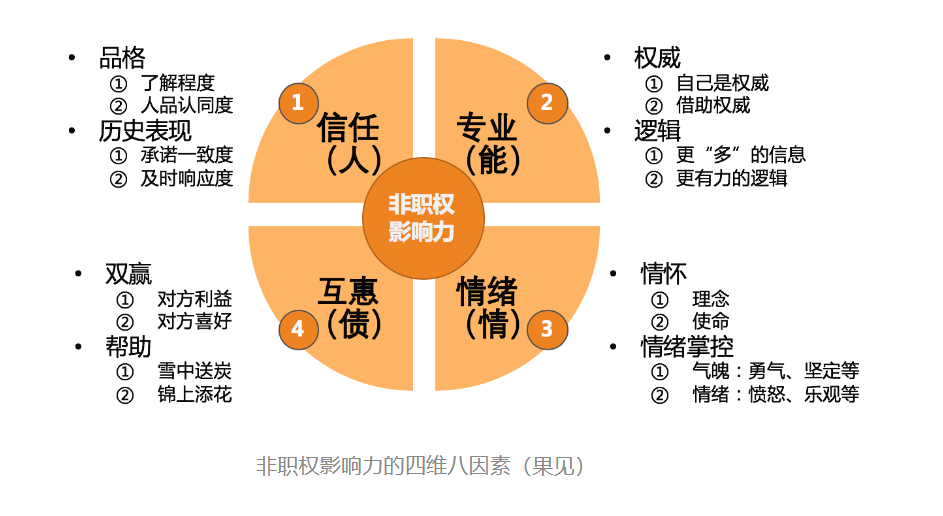 • 品格
① 了解程度
② 人品认同度
• 历史表现
① 承诺一致度
② 及时响应度
1
信任
（人）
2
专业
（能）
• 权威
① 自己是权威
② 借助权威
• 逻辑
① 更“多”的信息
② 更有力的逻辑
非职权
影响力
• 双赢
① 对方利益
② 对方喜好
• 帮助
① 雪中送炭
② 锦上添花
互惠
（债）
4
情绪
（情）
3
• 情怀
① 理念
② 使命
• 情绪掌控
① 气魄：勇气、坚定等
② 情绪：愤怒、乐观等
非职权影响力的四维八因素（果见）